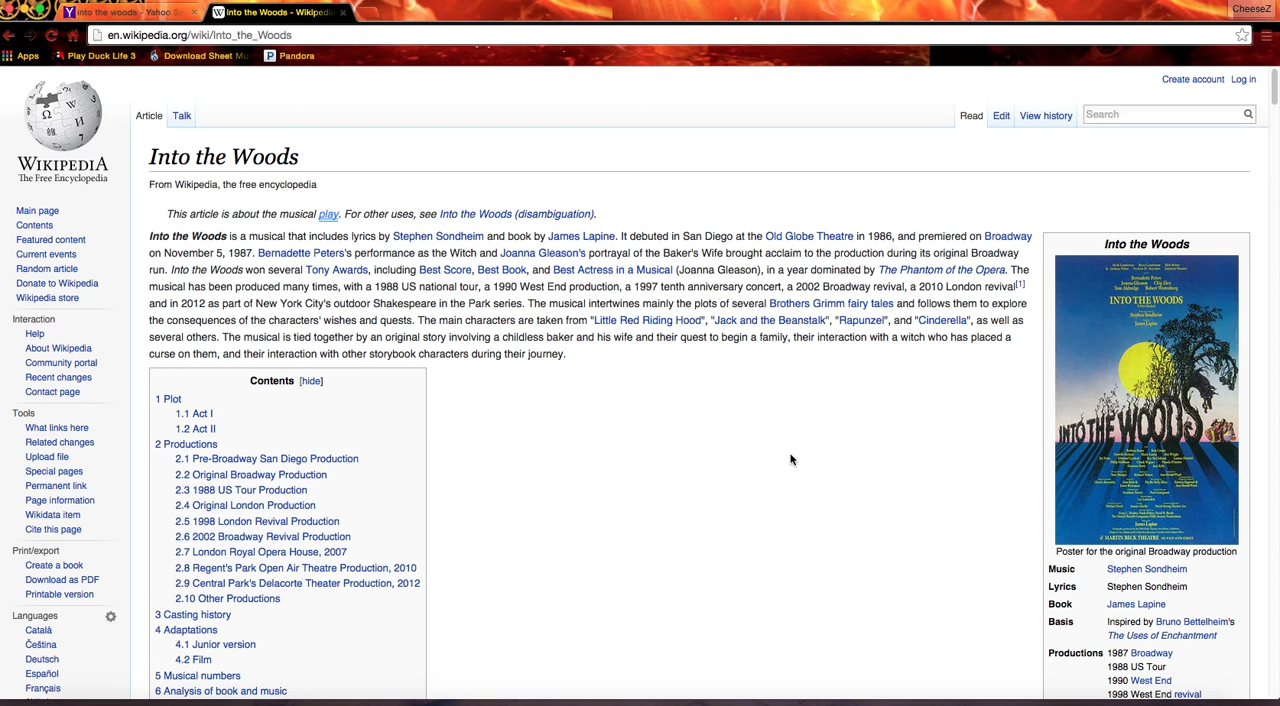 CheeseZ
into the woods - Yahoo S
Into the Woods - Wikipedi
en.wikipedia.org/wiki/Into_the_Woods
Apps
Play Duck Life 3
Download Sheet Mu
Pandora
Create account Log in
Article Talk
Read Edit View history
Search
WIKIPEDIA
The Free Encyclopedia
Main page
Contents
Featured content
Current events
Random article
Donate to Wikipedia
Wikipedia store
Interaction
Help
About Wikipedia
Community portal
Recent changes
Contact page
Tools
What links here
Related changes
Upload file
Special pages
Permanent link
Page information
Wikidata item
Cite this page
Print/export
Create a book
Download as PDF
Printable version
Languages
Català
Čeština
Deutsch
Español
Français
Into the Woods
From Wikipedia, the free encyclopedia
This article is about the musical play. For other uses, see Into the Woods (disambiguation).
Into the Woods is a musical that includes lyrics by Stephen Sondheim and book by James Lapine. It debuted in San Diego at the Old Globe Theatre in 1986, and premiered on Broadway
on November 5, 1987. Bernadette Peters's performance as the Witch and Joanna Gleason's portrayal of the Baker's Wife brought acclaim to the production during its original Broadway
run. Into the Woods won several Tony Awards, including Best Score, Best Book, and Best Actress in a Musical (Joanna Gleason), in a year dominated by The Phantom of the Opera. The
musical has been produced many times, with a 1988 US national tour, a 1990 West End production, a 1997 tenth anniversary concert, a 2002 Broadway revival, a 2010 London revival[1]
and in 2012 as part of New York City's outdoor Shakespeare in the Park series. The musical intertwines mainly the plots of several Brothers Grimm fairy tales and follows them to explore
the consequences of the characters' wishes and quests. The main characters are taken from "Little Red Riding Hood", "Jack and the Beanstalk", "Rapunzel", and "Cinderella", as well as
several others. The musical is tied together by an original story involving a childless baker and his wife and their quest to begin a family, their interaction with a witch who has placed a
curse on them, and their interaction with other storybook characters during their journey.
Contents [hide]
1 Plot
1.1 Act I
1.2 Act II
2 Productions
2.1 Pre-Broadway San Diego Production
2.2 Original Broadway Production
2.3 1988 US Tour Production
2.4 Original London Production
2.5 1998 London Revival Production
2.6 2002 Broadway Revival Production
2.7 London Royal Opera House, 2007
2.8 Regent's Park Open Air Theatre Production, 2010
2.9 Central Park's Delacorte Theater Production, 2012
2.10 Other Productions
3 Casting history
4 Adaptations
4.1 Junior version
4.2 Film
5 Musical numbers
6 Analysis of book and music
Into the Woods
INTO THE WOODS
INTO THE WOODS
MARTIN BECK THEATRE
Poster for the original Broadway production
Music Stephen Sondheim
Lyrics Stephen Sondheim
Book James Lapine
Basis Inspired by Bruno Bettelheim's
The Uses of Enchantment
Productions 1987 Broadway
1988 US Tour
1990 West End
1998 West End revival